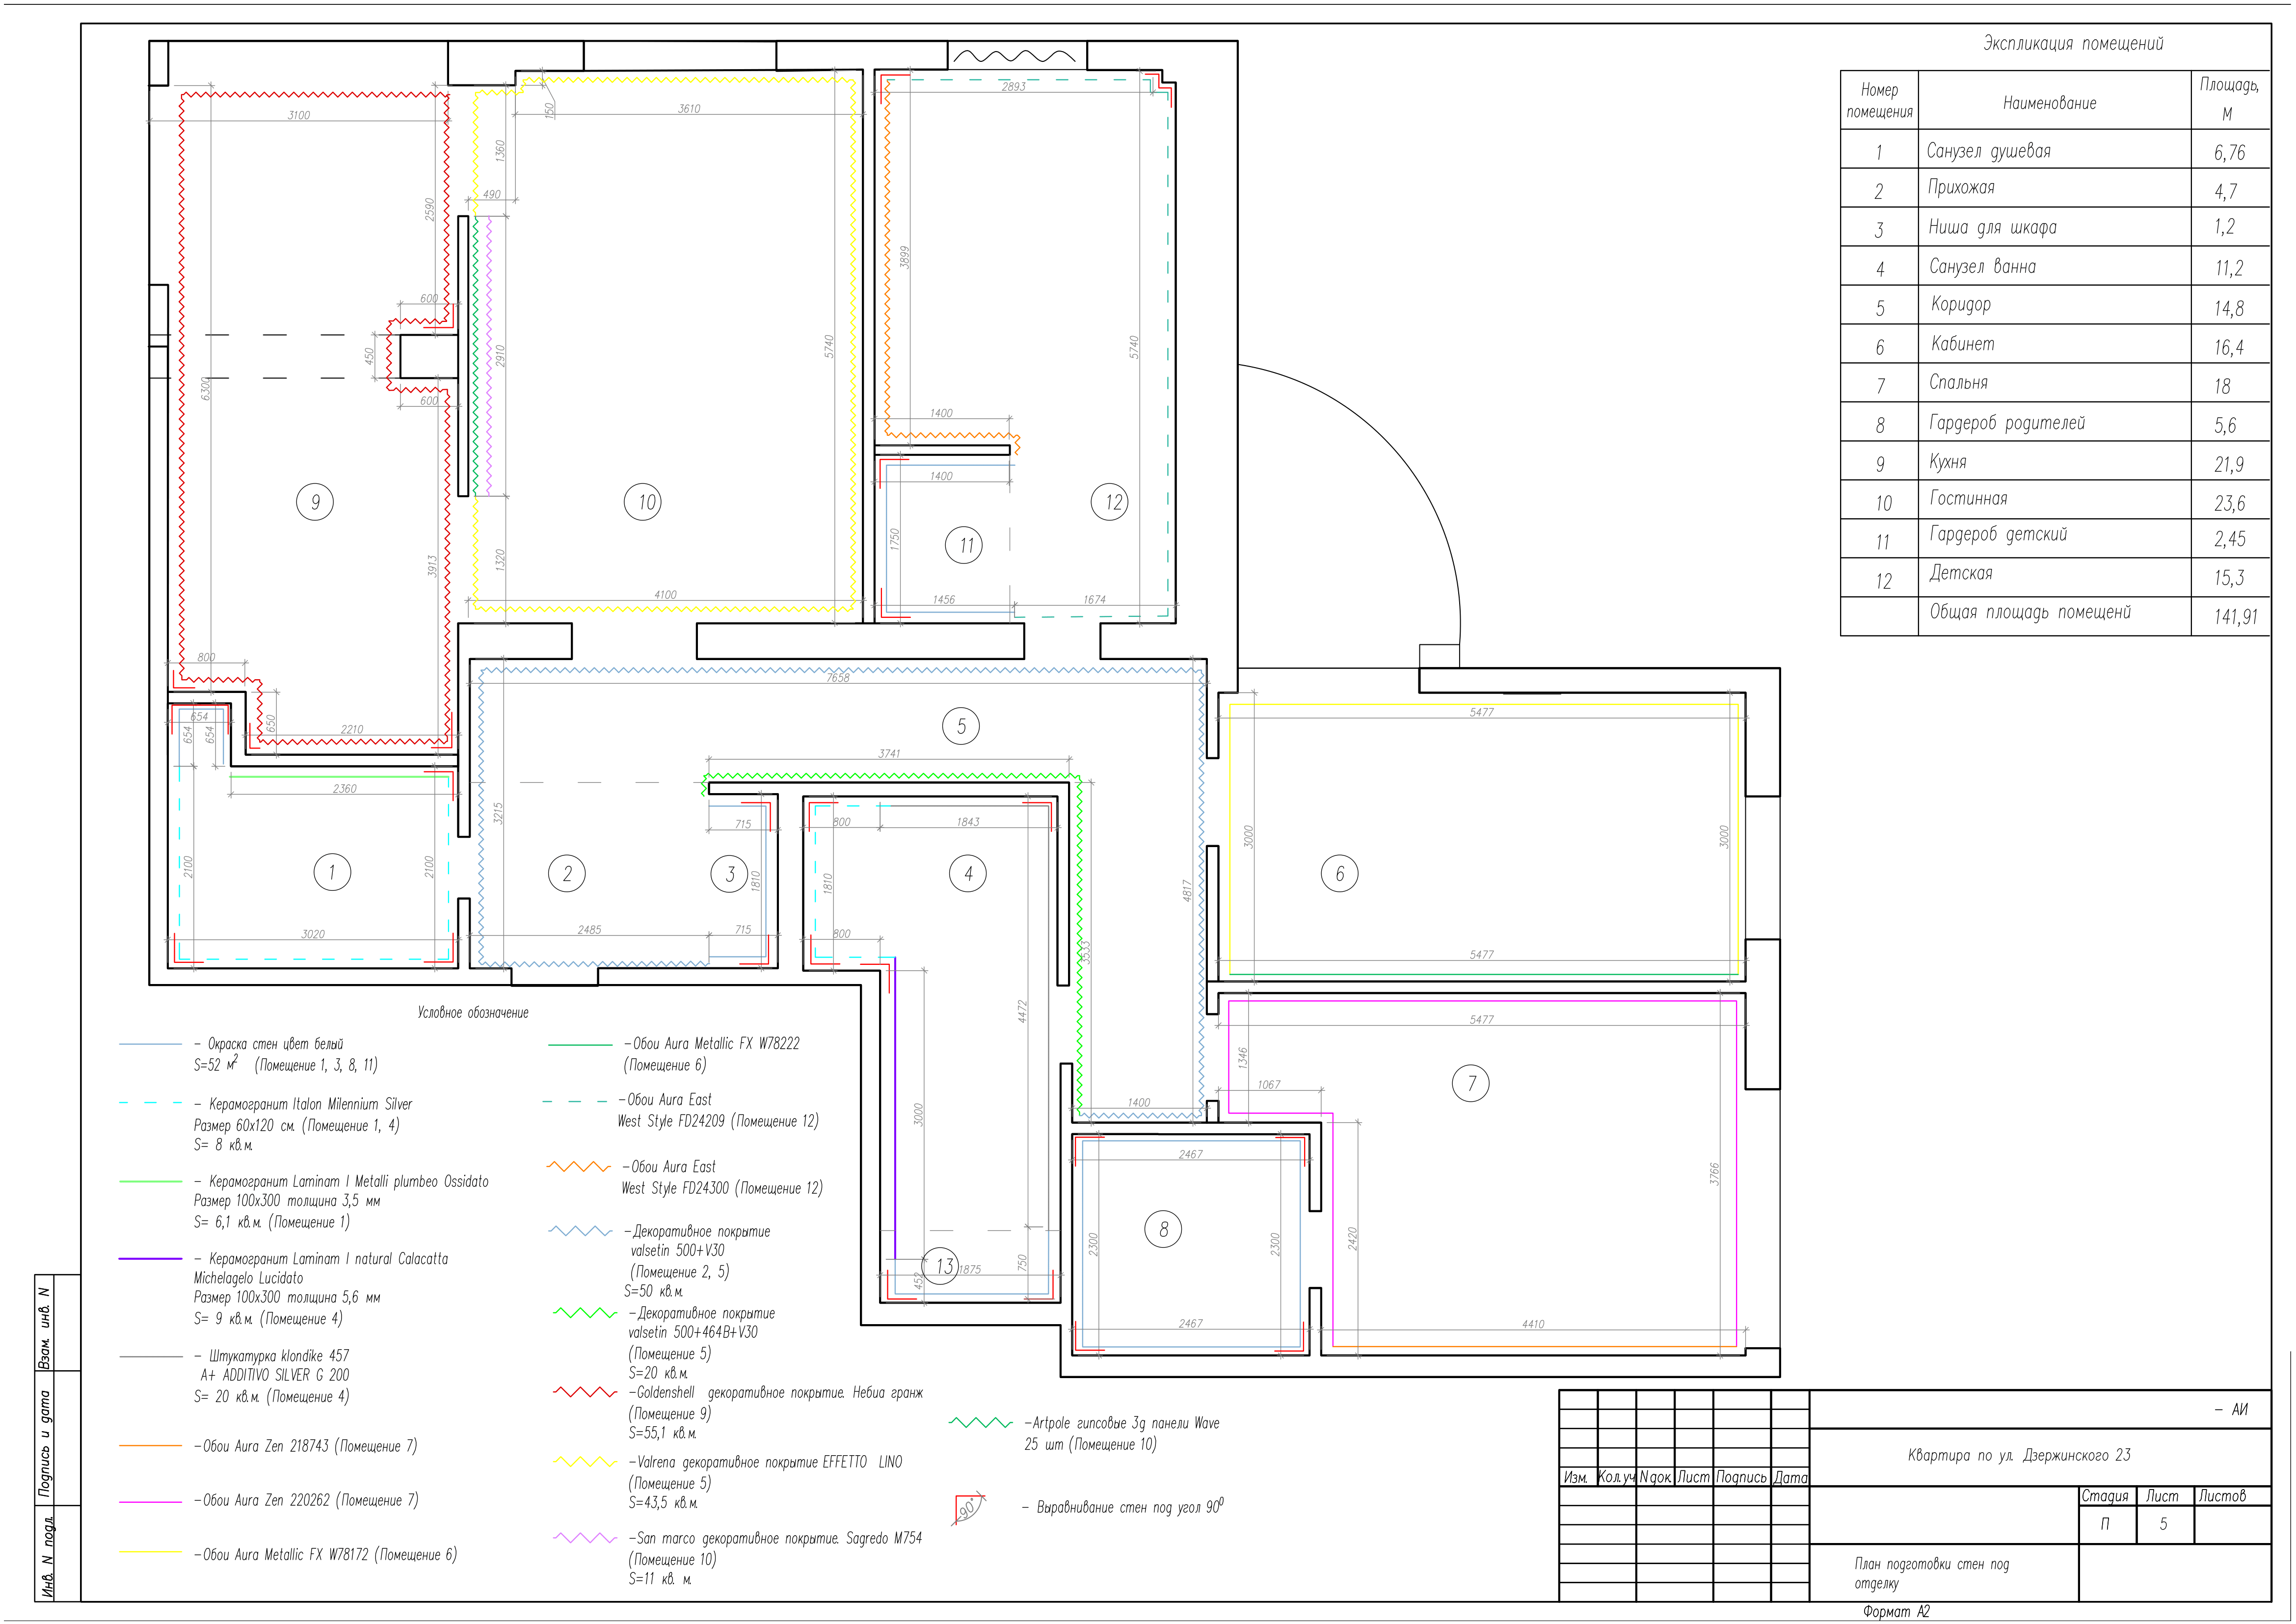 Экспликация помещений
Номер помещения
Наименование
Площадь, М
1 Санузел душевая 6,76
2 Прихожая 4,7
3 Ниша для шкафа 1,2
4 Санузел ванна 11,2
5 Коридор 14,8
6 Кабинет 16,4
7 Спальня 18
8 Гардероб родителей 5,6
9 Кухня 21,9
10 Гостинная 23,6
11 Гардероб детский 2,45
12 Детская 15,3
Общая площадь помещенй 141,91
3100
150
3610
2893
1360
490
2590
3899
600
450
6300
2910
5740
5740
600
1400
1400
9
10
12
11
1750
3913
1320
4100
1456
1674
800
650
2210
654
654
654
7658
5
5477
3741
2360
3215
715
800
1843
3000
3000
1
2
3
4
6
2100
2100
1810
1810
4817
3020
2485
715
800
3533
5477
4472
5477
1346
1067
7
1400
3000
2467
3766
8
2300
2300
2420
13
1875
452
750
2467
4410
Условное обозначение
- Окраска стен цвет белый
S=52 м2 (Помещение 1, 3, 8, 11)
- Керамогранит Italon Milennium Silver
Размер 60х120 см. (Помещение 1, 4)
S= 8 кв.м.
- Керамогранит Laminam I Metalli plumbeo Ossidato
Размер 100х300 толщина 3,5 мм
S= 6,1 кв.м. (Помещение 1)
- Керамогранит Laminam I natural Calacatta
Michelagelo Lucidato
Размер 100х300 толщина 5,6 мм
S= 9 кв.м. (Помещение 4)
- Штукатурка klondike 457
A+ ADDITIVO SILVER G 200
S= 20 кв.м. (Помещение 4)
-Обои Aura Zen 218743 (Помещение 7)
-Обои Aura Zen 220262 (Помещение 7)
-Обои Aura Metallic FX W78172 (Помещение 6)
-Обои Aura Metallic FX W78222
(Помещение 6)
-Обои Aura East
West Style FD24209 (Помещение 12)
-Обои Aura East
West Style FD24300 (Помещение 12)
-Декоративное покрытие
valsetin 500+V30
(Помещение 2, 5)
S=50 кв.м.
-Декоративное покрытие
valsetin 500+464B+V30
(Помещение 5)
S=20 кв.м.
-Goldenshell декоративное покрытие. Небиа гранж
(Помещение 9)
S=55,1 кв.м.
-Valrena декоративное покрытие EFFETTO LINO
(Помещение 5)
S=43,5 кв.м.
-San marco декоративное покрытие. Sagredo M754
(Помещение 10)
S=11 кв. м.
-Artpole гипсовые 3g панели Wave
25 шт (Помещение 10)
90°
- Выравнивание стен под угол 90⁰
Взам. инв. N
Подпись и дата
Инв. N подл.
- АИ
Квартира по ул. Дзержинского 23
Изм. Кол.уч N док. Лист Подпись Дата
Стадия Лист Листов
П 5
План подготовки стен под
отделку
Формат А2